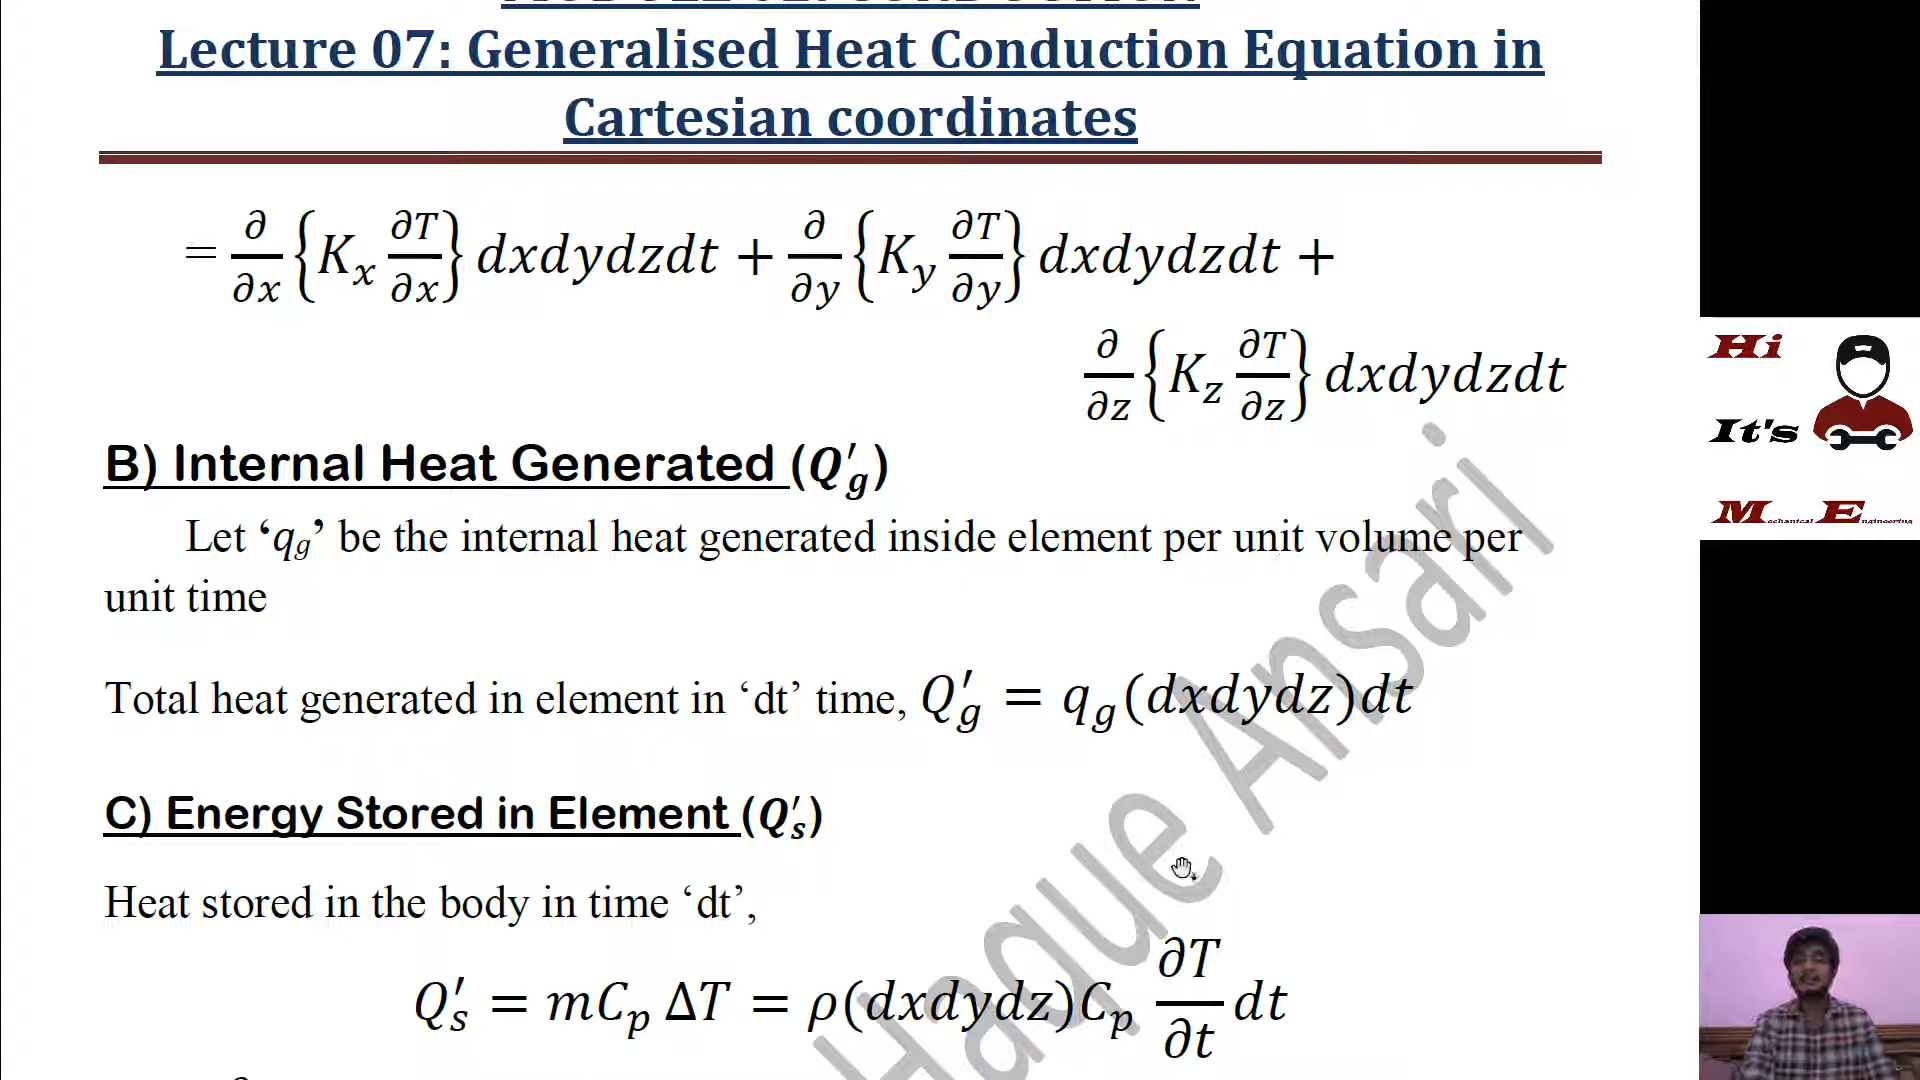 Lecture 07: Generalised Heat Conduction Equation in
Cartesian coordinates
= ∂/∂x {K_x ∂T/∂x} dxdydzdt + ∂/∂y {K_y ∂T/∂y} dxdydzdt +
∂/∂z {K_z ∂T/∂z} dxdydzdt
B) Internal Heat Generated (Q'_g)
Let ‘q_g’ be the internal heat generated inside element per unit volume per
unit time
Total heat generated in element in ‘dt’ time, Q'_g = q_g(dxdydz)dt
C) Energy Stored in Element (Q'_s)
Heat stored in the body in time ‘dt’,
Q'_s = mC_p ΔT = ρ(dxdydz)C_p ∂T/∂t dt
Haque Ansari
Hi
It's
Mechanical Engineering